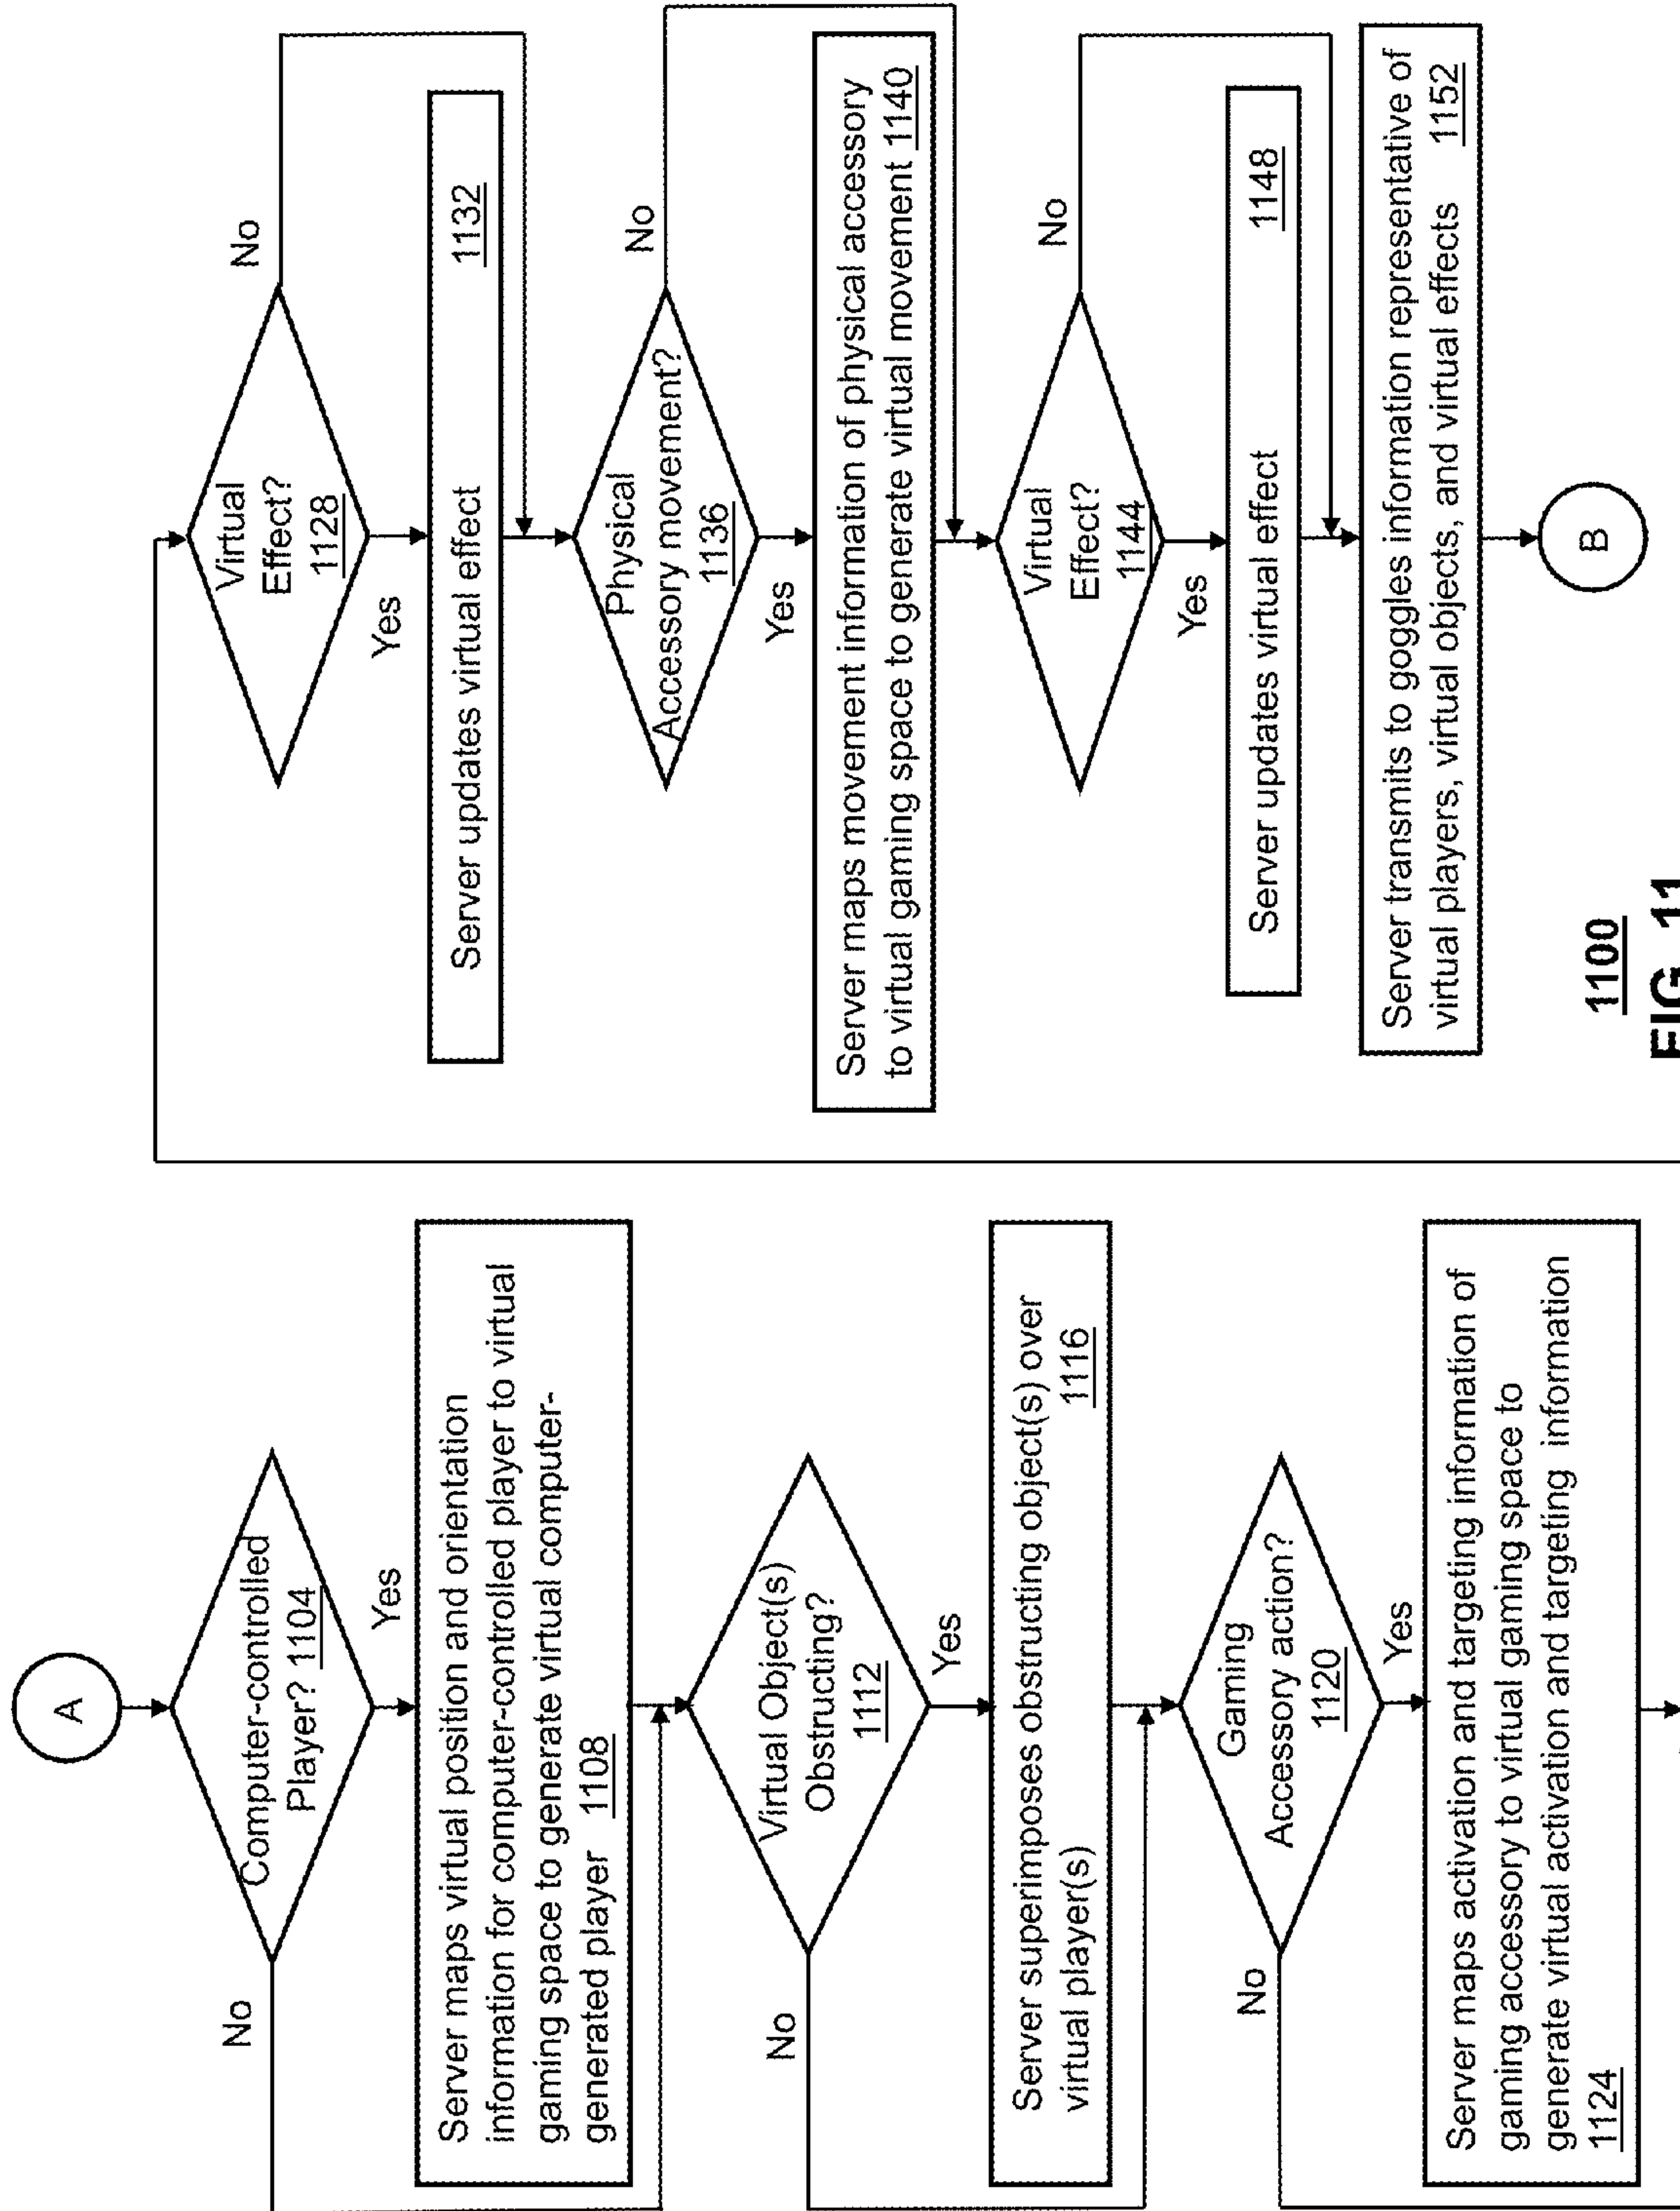 A
Computer-controlled
Player? 1104
No
Yes
Server maps virtual position and orientation
information for computer-controlled player to virtual
gaming space to generate virtual computer-
generated player 1108
Virtual Object(s)
Obstructing?
1112
No
Yes
Server superimposes obstructing object(s) over
virtual player(s) 1116
Gaming
Accessory action?
1120
No
Yes
Server maps activation and targeting information of
gaming accessory to virtual gaming space to
generate virtual activation and targeting information
1124
Virtual
Effect?
1128
No
Yes
Server updates virtual effect 1132
Physical
Accessory movement?
1136
No
Yes
Server maps movement information of physical accessory
to virtual gaming space to generate virtual movement 1140
Virtual
Effect?
1144
No
Yes
Server updates virtual effect 1148
Server transmits to goggles information representative of
virtual players, virtual objects, and virtual effects 1152
B
1100
FIG. 11